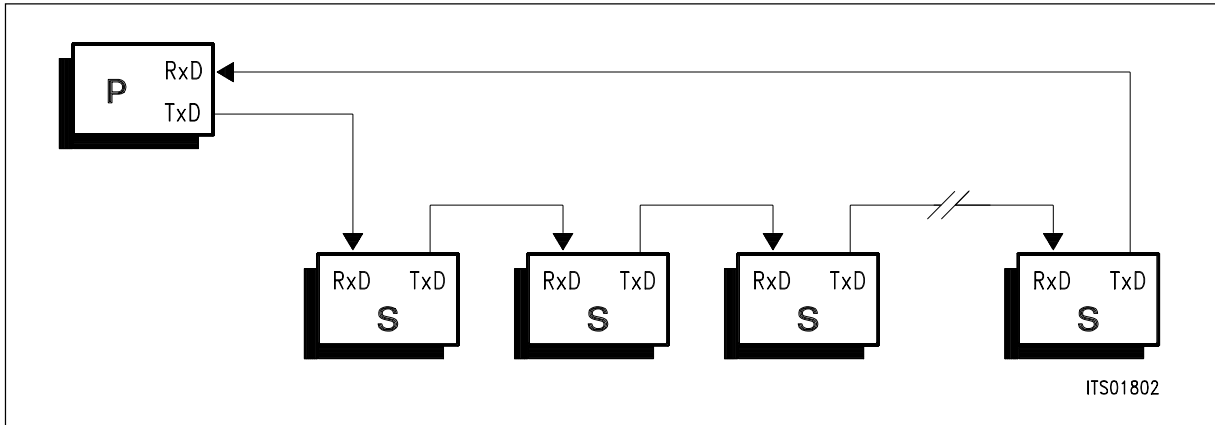 P RxD
TxD
RxD TxD RxD TxD RxD TxD RxD TxD
S S S S
ITS01802